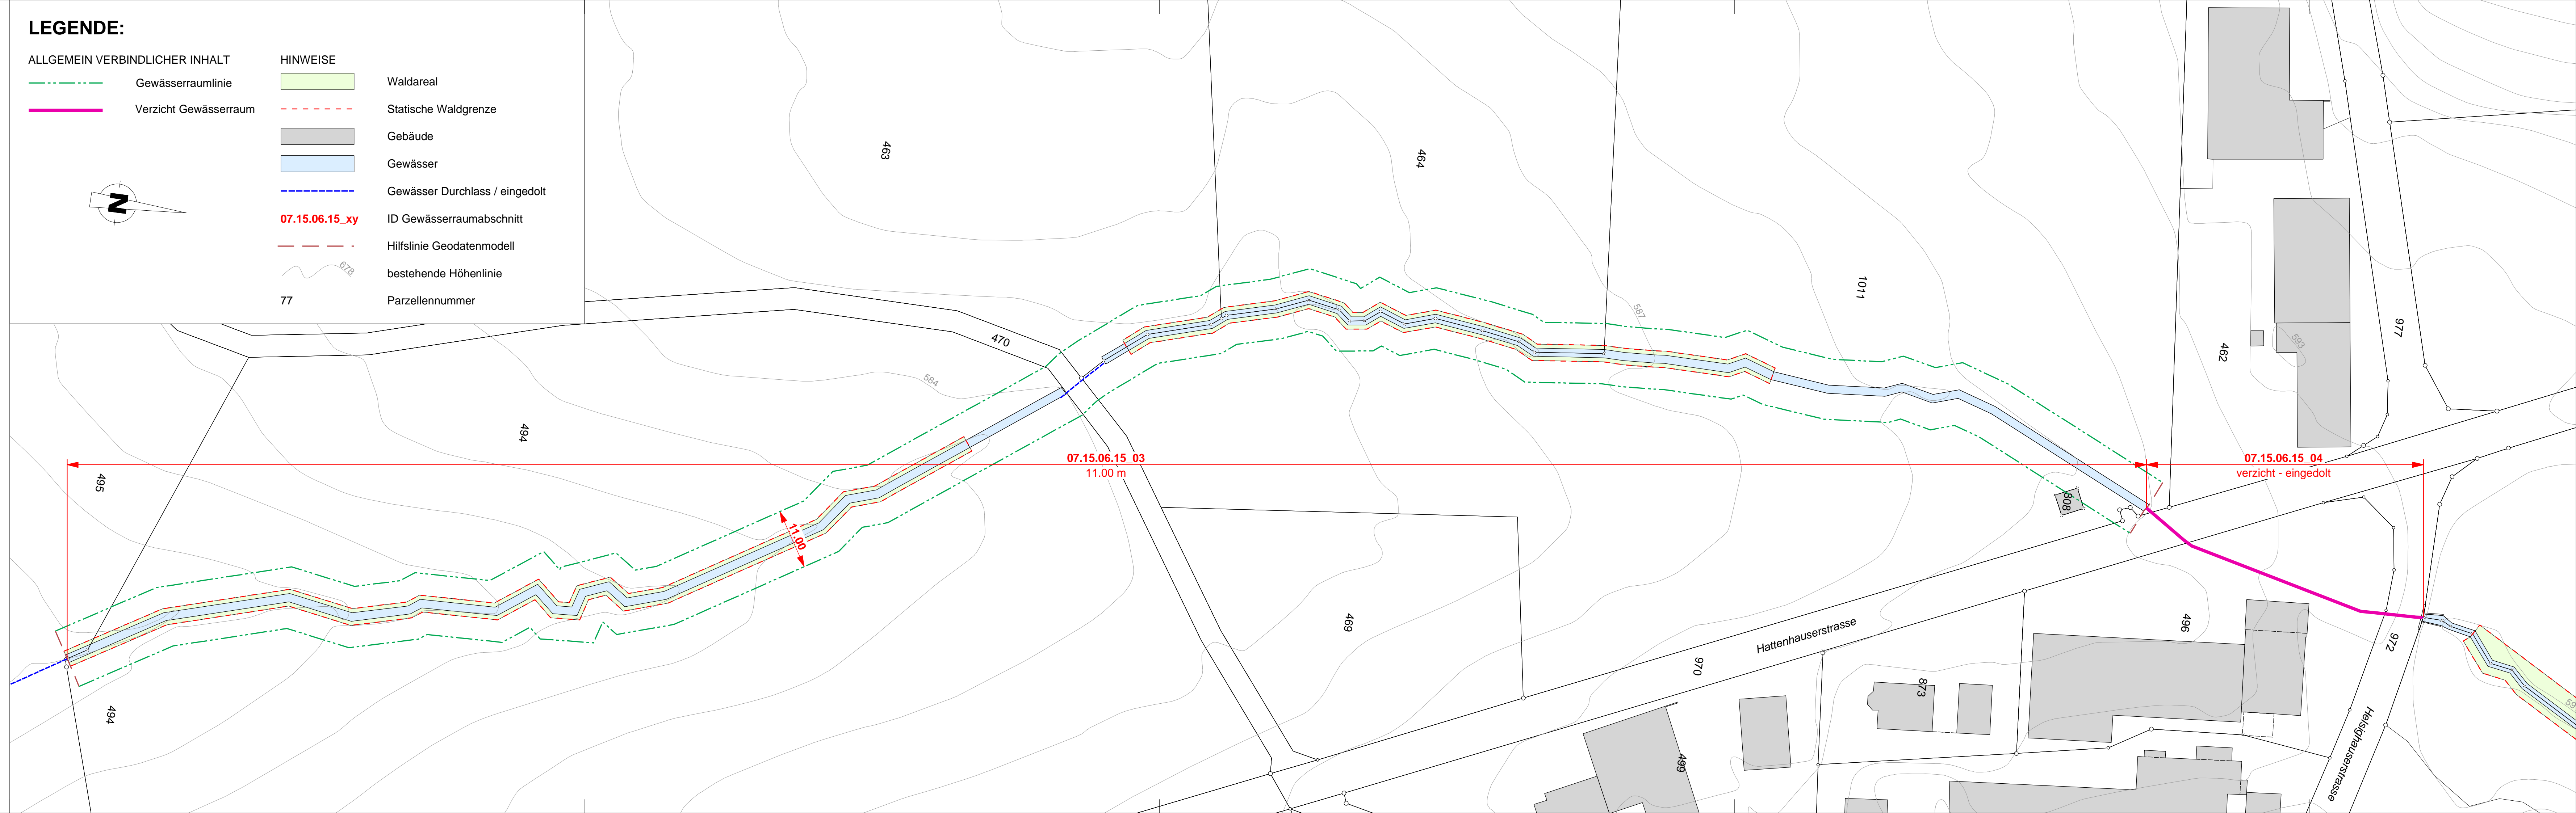 LEGENDE:
ALLGEMEIN VERBINDLICHER INHALT
Gewässerraumlinie
Verzicht Gewässerraum
N
HINWEISE
Waldareal
Statische Waldgrenze
Gebäude
Gewässer
Gewässer Durchlass / eingedolt
07.15.06.15_xy ID Gewässerraumabschnitt
Hilfslinie Geodatenmodell
678 bestehende Höhenlinie
77 Parzellennummer
463
464
1011
462
977
593
587
470
584
494
495
07.15.06.15_03
11.00 m
07.15.06.15_04
verzicht - eingedolt
11.00
808
469
Hattenhauserstrasse
970
496
972
873
494
499
Helsighauserstrasse